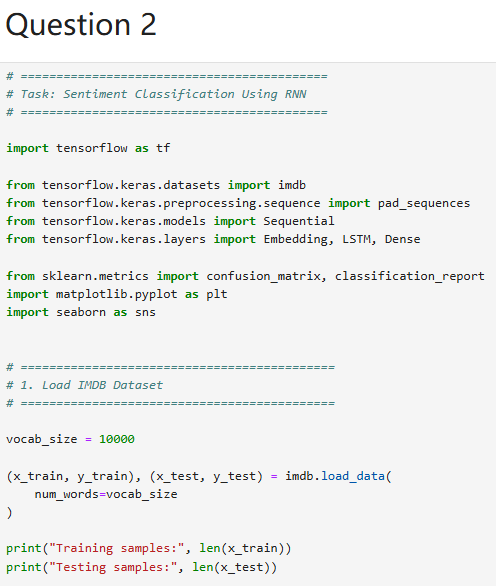 Question 2
# ===========================================
# Task: Sentiment Classification Using RNN
# ===========================================
import tensorflow as tf
from tensorflow.keras.datasets import imdb
from tensorflow.keras.preprocessing.sequence import pad_sequences
from tensorflow.keras.models import Sequential
from tensorflow.keras.layers import Embedding, LSTM, Dense
from sklearn.metrics import confusion_matrix, classification_report
import matplotlib.pyplot as plt
import seaborn as sns
# ============================================
# 1. Load IMDB Dataset
# ============================================
vocab_size = 10000
(x_train, y_train), (x_test, y_test) = imdb.load_data(
    num_words=vocab_size
)
print("Training samples:", len(x_train))
print("Testing samples:", len(x_test))